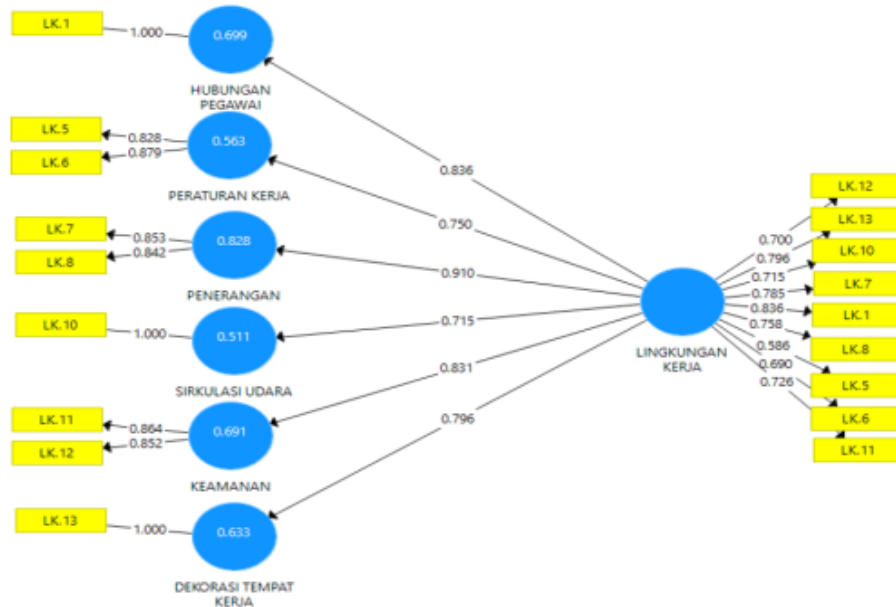 LK.1
1.000
0.699
HUBUNGAN
PEGAWAI
0.836
LK.5
0.828
LK.6
0.879
0.563
PERATURAN KERJA
0.750
LK.7
0.853
LK.8
0.842
0.828
PENERANGAN
0.910
LK.10
1.000
0.511
SIRKULASI UDARA
0.715
LK.11
0.864
LK.12
0.852
0.691
KEAMANAN
0.831
LK.13
1.000
0.633
DEKORASI TEMPAT
KERJA
0.796
LINGKUNGAN
KERJA
0.700
0.796
0.715
0.785
0.836
0.758
0.586
0.690
0.726
LK.12
LK.13
LK.10
LK.7
LK.1
LK.8
LK.5
LK.6
LK.11